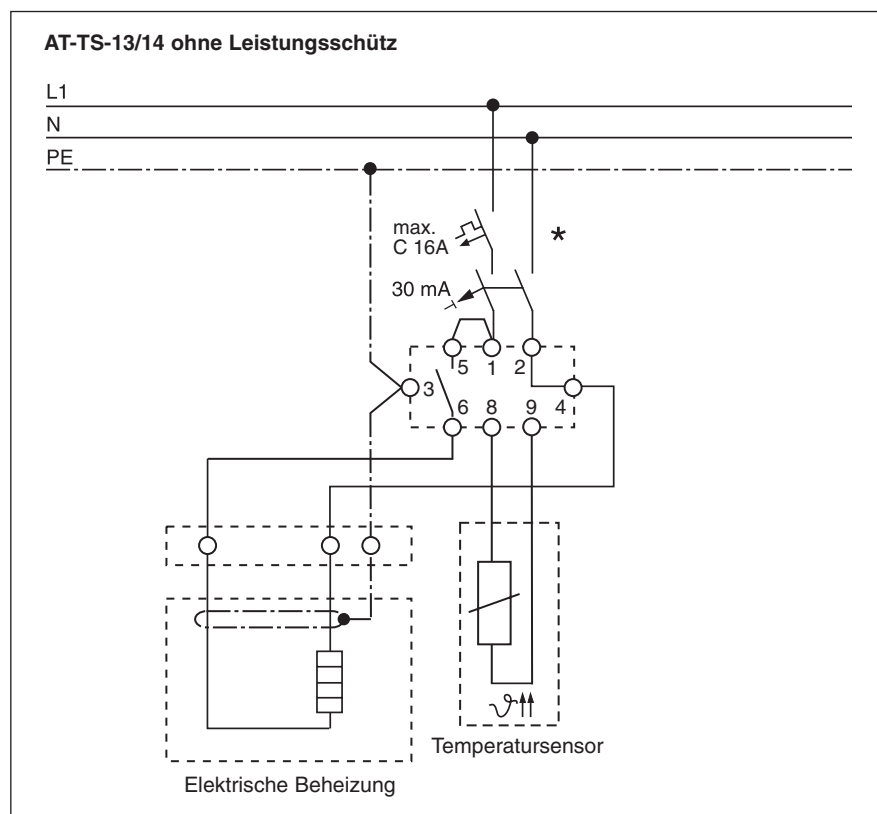 AT-TS-13/14 ohne Leistungsschütz
L1
N
PE
max.
C 16A
*
30 mA
5 1 2
3
6 8 9 4
ϑ
Temperatursensor
Elektrische Beheizung